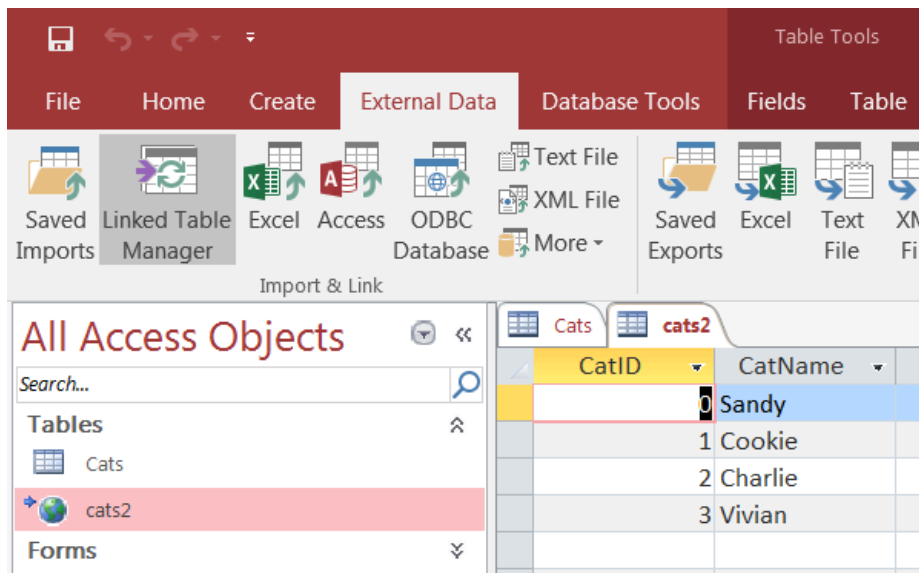 Table Tools
File Home Create External Data Database Tools Fields Table
Saved Imports
Linked Table Manager
Excel
Access
ODBC Database
Text File
XML File
More
Saved Exports
Excel
Text File
Import & Link
All Access Objects
Search...
Tables
Cats
cats2
Forms
Cats cats2
CatID CatName
0 Sandy
1 Cookie
2 Charlie
3 Vivian